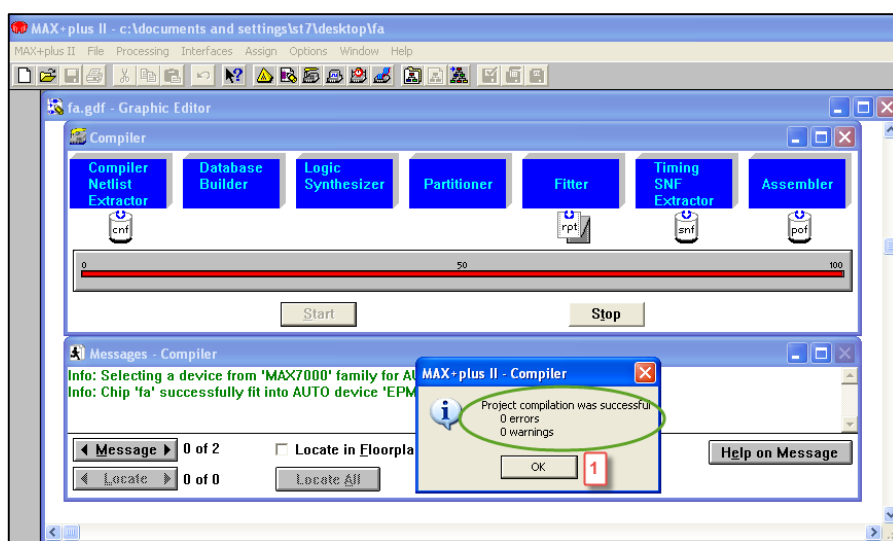 MAX+plus II - c:\documents and settings\st7\desktop\fa
MAX+plus II File Processing Interfaces Assign Options Window Help
fa.gdf - Graphic Editor
Compiler
Compiler Netlist Extractor
Database Builder
Logic Synthesizer
Partitioner
Fitter
Timing SNF Extractor
Assembler
cnf
rpt
snf
pof
0 50 100
Start
Stop
Messages - Compiler
Info: Selecting a device from 'MAX7000' family for AU
Info: Chip 'fa' successfully fit into AUTO device 'EPM
MAX+plus II - Compiler
Project compilation was successful
0 errors
0 warnings
OK
1
Message 0 of 2
Locate in Floorpla
Help on Message
Locate 0 of 0
Locate All